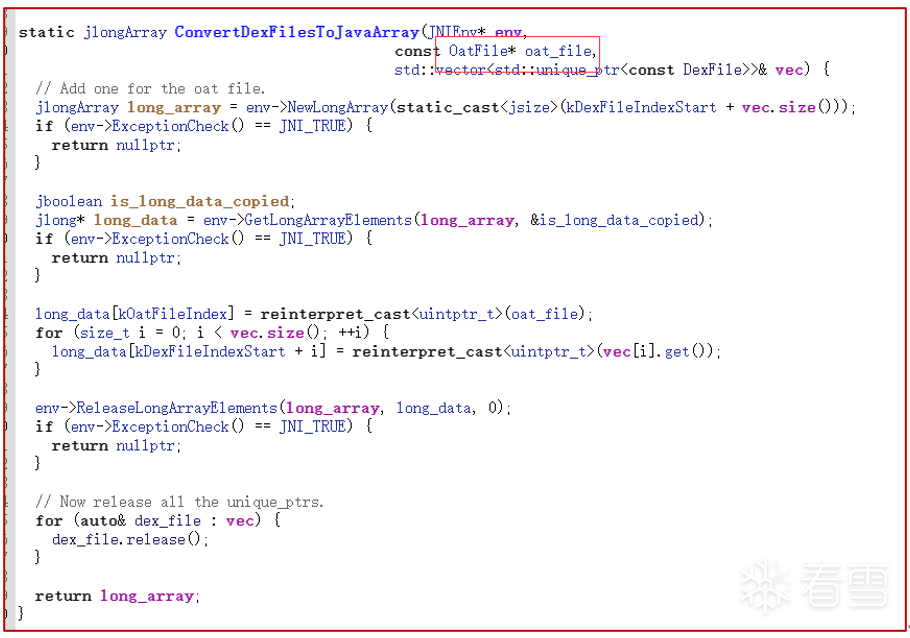 static jlongArray ConvertDexFilesToJavaArray(JNIEnv* env,
const OatFile* oat_file,
std::vector<std::unique_ptr<const DexFile>>& vec) {
// Add one for the oat file.
jlongArray long_array = env->NewLongArray(static_cast<jsize>(kDexFileIndexStart + vec.size()));
if (env->ExceptionCheck() == JNI_TRUE) {
return nullptr;
}
jboolean is_long_data_copied;
jlong* long_data = env->GetLongArrayElements(long_array, &is_long_data_copied);
if (env->ExceptionCheck() == JNI_TRUE) {
return nullptr;
}
long_data[kOatFileIndex] = reinterpret_cast<uintptr_t>(oat_file);
for (size_t i = 0; i < vec.size(); ++i) {
long_data[kDexFileIndexStart + i] = reinterpret_cast<uintptr_t>(vec[i].get());
}
env->ReleaseLongArrayElements(long_array, long_data, 0);
if (env->ExceptionCheck() == JNI_TRUE) {
return nullptr;
}
// Now release all the unique_ptrs.
for (auto& dex_file : vec) {
dex_file.release();
}
return long_array;
}
看雪